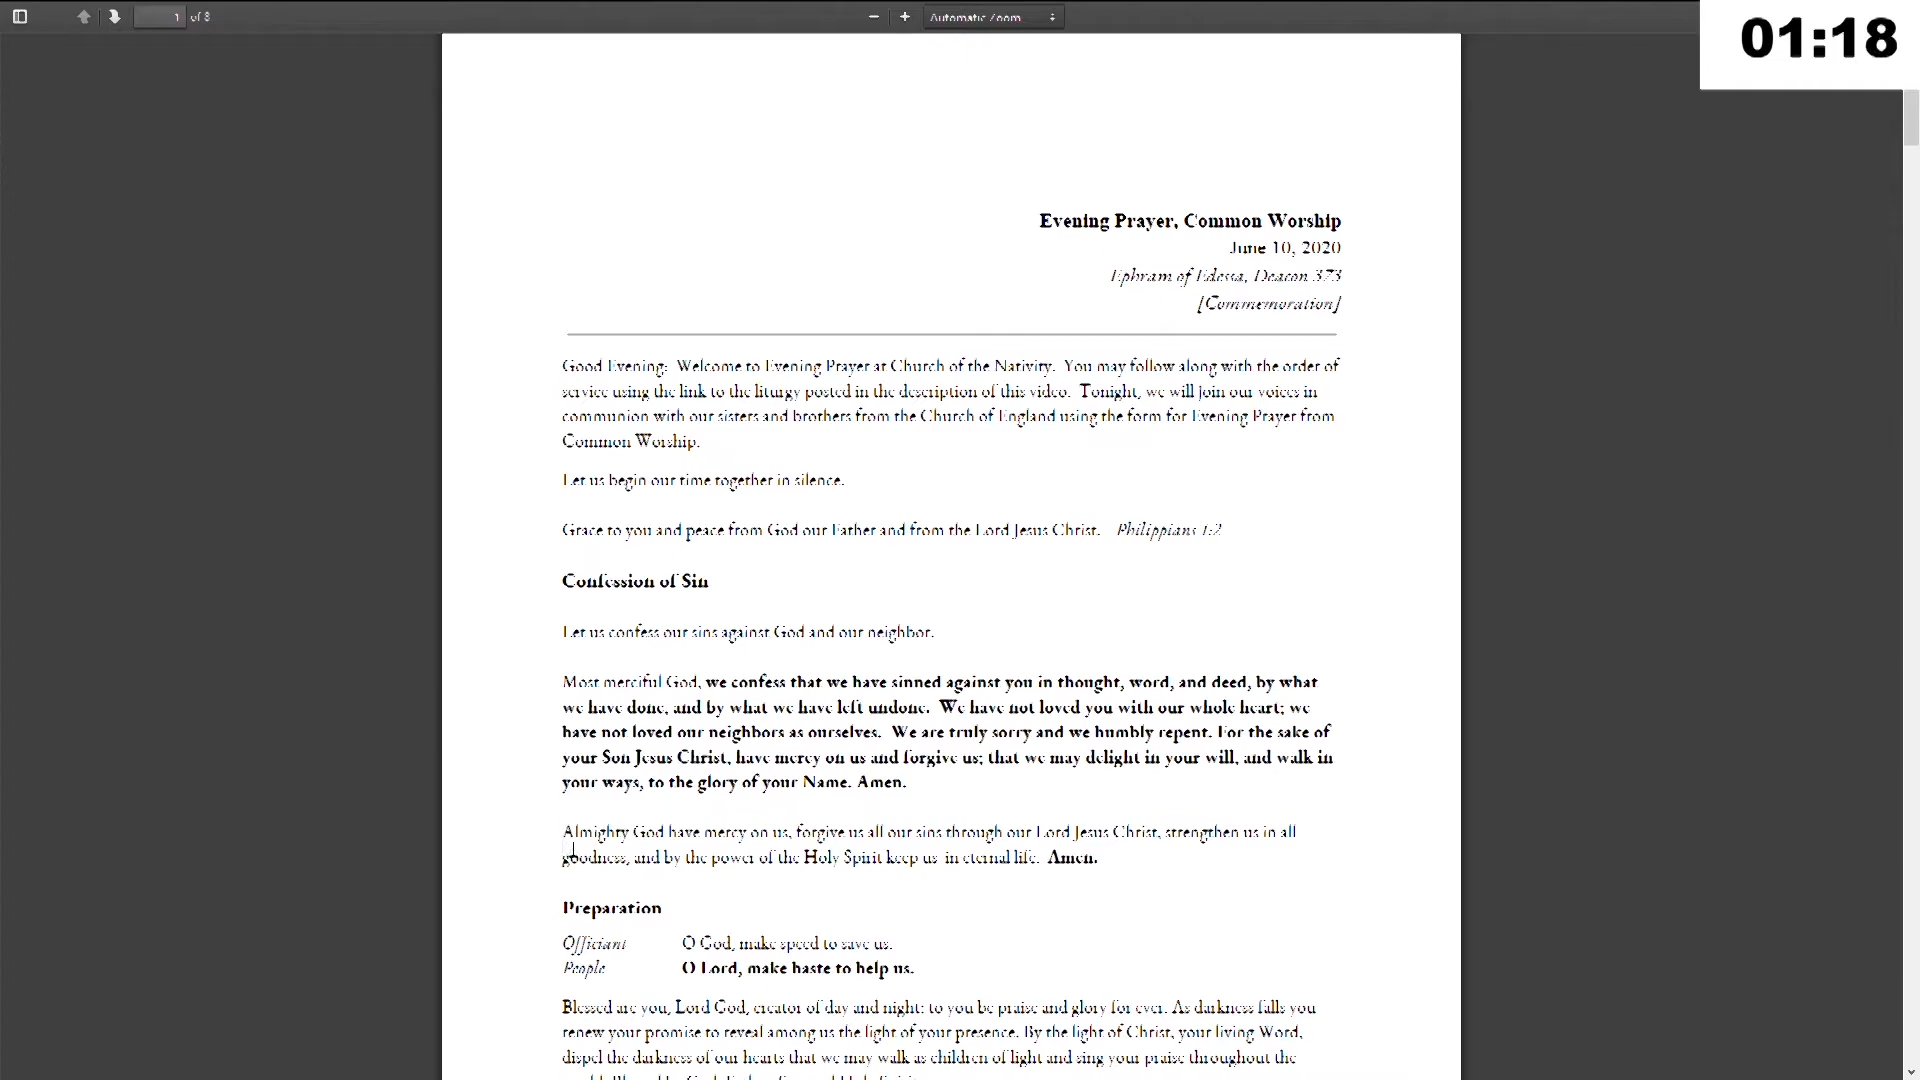 1 of 8
Automatic Zoom
01:18
Evening Prayer, Common Worship
June 10, 2020
Ephram of Edessa, Deacon 373
[Commemoration]
Good Evening:  Welcome to Evening Prayer at Church of the Nativity.  You may follow along with the order of
service using the link to the liturgy posted in the description of this video.  Tonight, we will join our voices in
communion with our sisters and brothers from the Church of England using the form for Evening Prayer from
Common Worship.
Let us begin our time together in silence.
Grace to you and peace from God our Father and from the Lord Jesus Christ.   Philippians 1:2
Confession of Sin
Let us confess our sins against God and our neighbor.
Most merciful God, we confess that we have sinned against you in thought, word, and deed, by what
we have done, and by what we have left undone.  We have not loved you with our whole heart; we
have not loved our neighbors as ourselves.  We are truly sorry and we humbly repent. For the sake of
your Son Jesus Christ, have mercy on us and forgive us; that we may delight in your will, and walk in
your ways, to the glory of your Name. Amen.
Almighty God have mercy on us, forgive us all our sins through our Lord Jesus Christ, strengthen us in all
goodness, and by the power of the Holy Spirit keep us in eternal life.  Amen.
Preparation
Officiant O God, make speed to save us.
People O Lord, make haste to help us.
Blessed are you, Lord God, creator of day and night: to you be praise and glory for ever. As darkness falls you
renew your promise to reveal among us the light of your presence. By the light of Christ, your living Word,
dispel the darkness of our hearts that we may walk as children of light and sing your praise throughout the